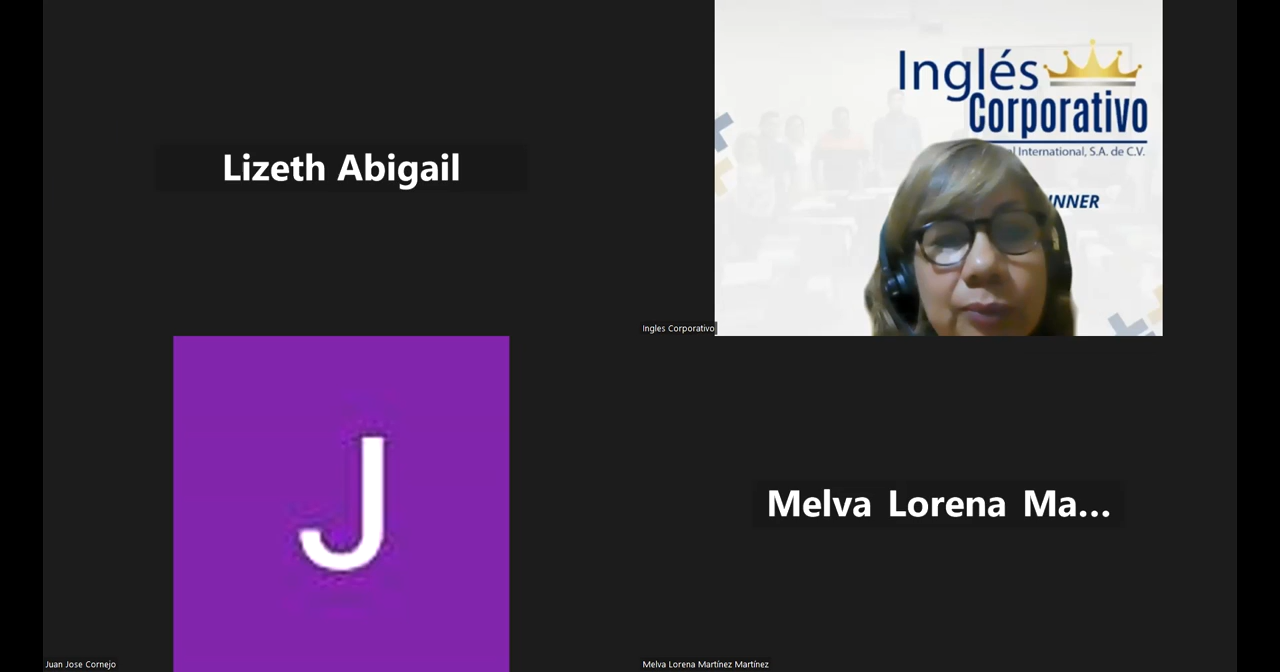 Lizeth Abigail
Inglés
Corporativo
al International, S.A. de C.V.
INNER
Ingles Corporativo
J
Melva Lorena Ma...
Juan Jose Cornejo
Melva Lorena Martínez Martínez